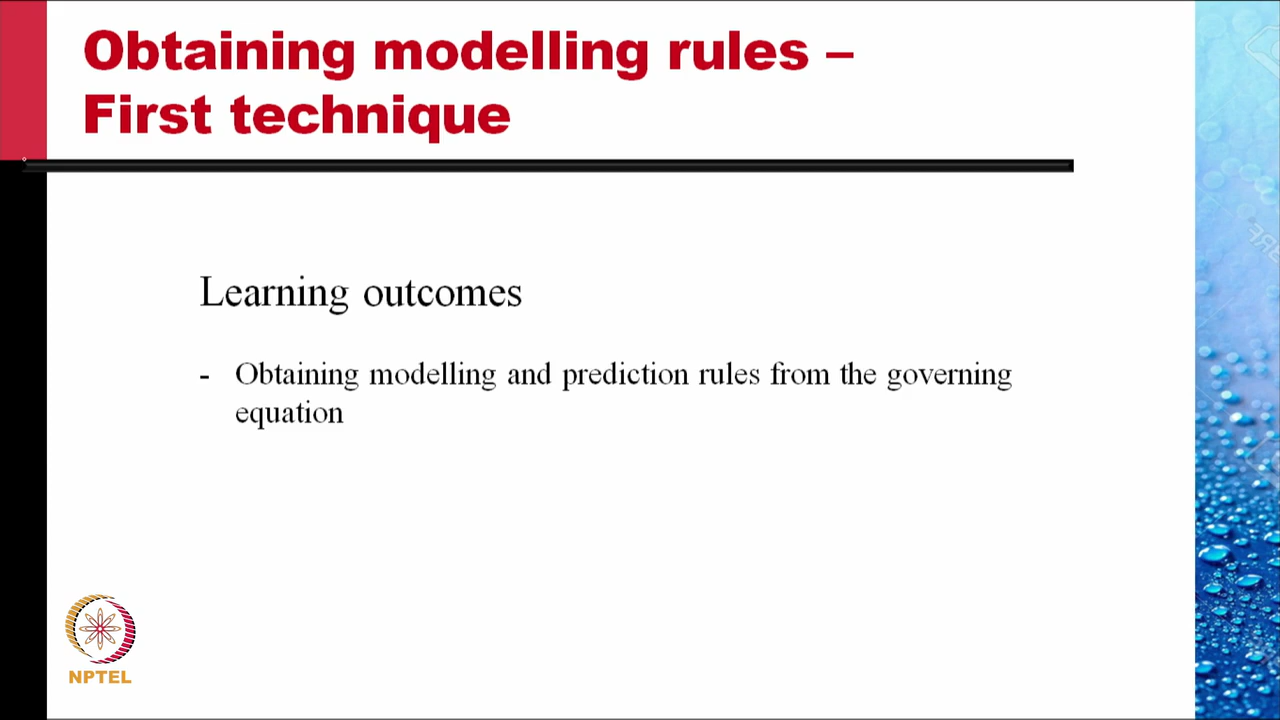 Obtaining modelling rules –
First technique
Learning outcomes
- Obtaining modelling and prediction rules from the governing
equation
NPTEL